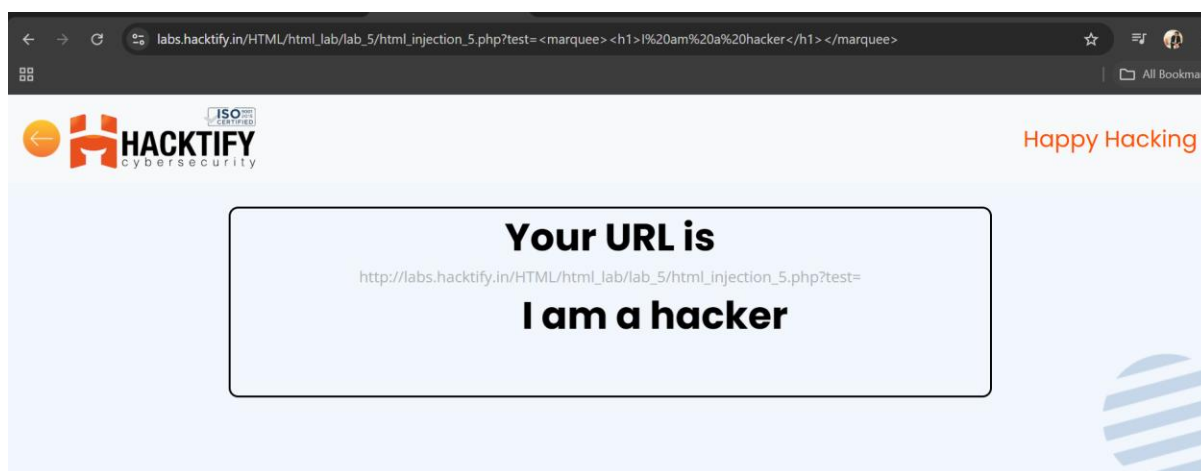 labs.hacktify.in/HTML/html_lab/lab_5/html_injection_5.php?test=<marquee><h1>I%20am%20a%20hacker</h1></marquee>
All Bookma
ISO
CERTIFIED
HACKTIFY
cybersecurity
Happy Hacking
Your URL is
http://labs.hacktify.in/HTML/html_lab/lab_5/html_injection_5.php?test=
I am a hacker